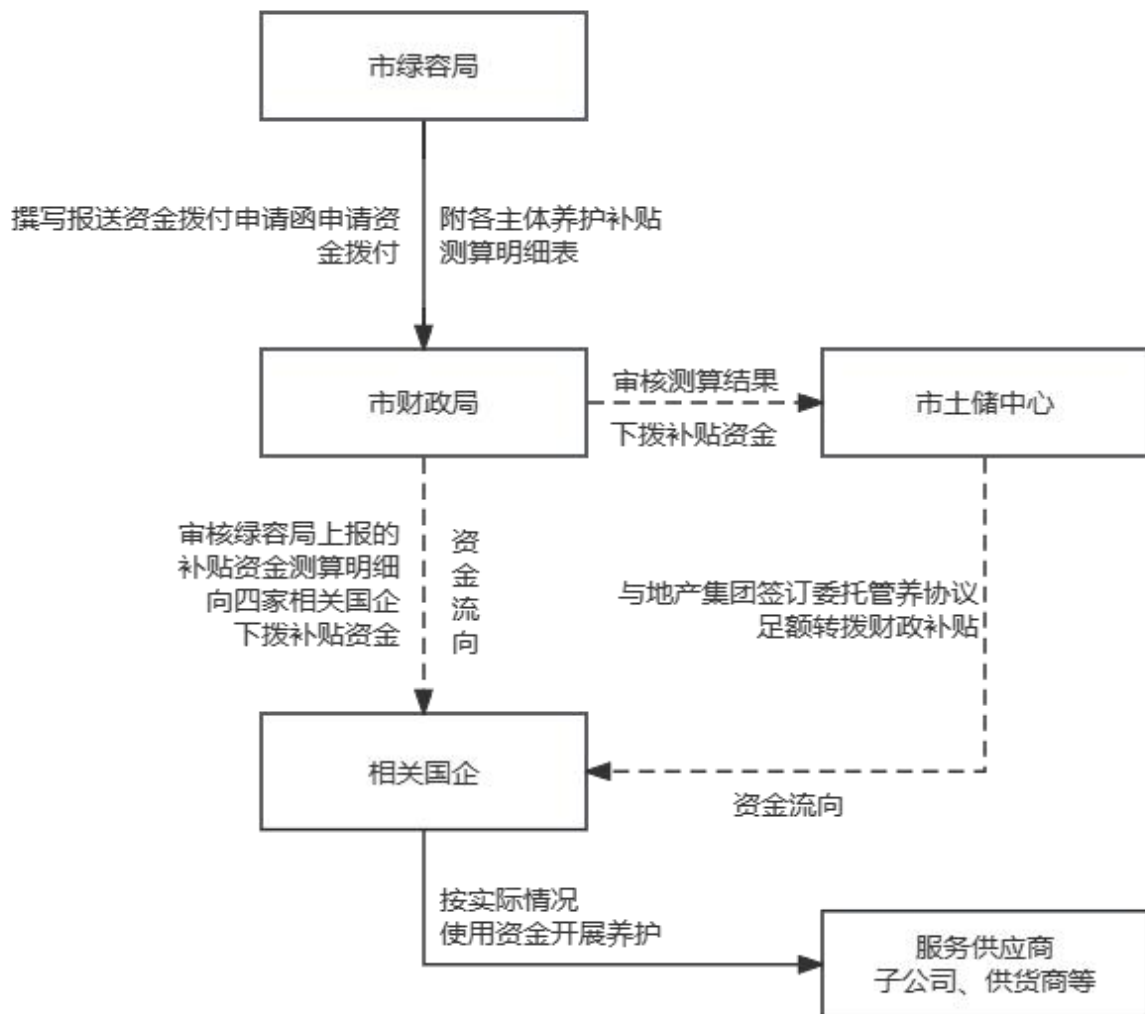 市绿容局
撰写报送资金拨付申请函申请资
金拨付
附各主体养护补贴
测算明细表
市财政局
审核测算结果
下拨补贴资金
市土储中心
审核绿容局上报的
补贴资金测算明细
向四家相关国企
下拨补贴资金
资
金
流
向
与地产集团签订委托管养协议
足额转拨财政补贴
相关国企
资金流向
按实际情况
使用资金开展养护
服务供应商
子公司、供货商等